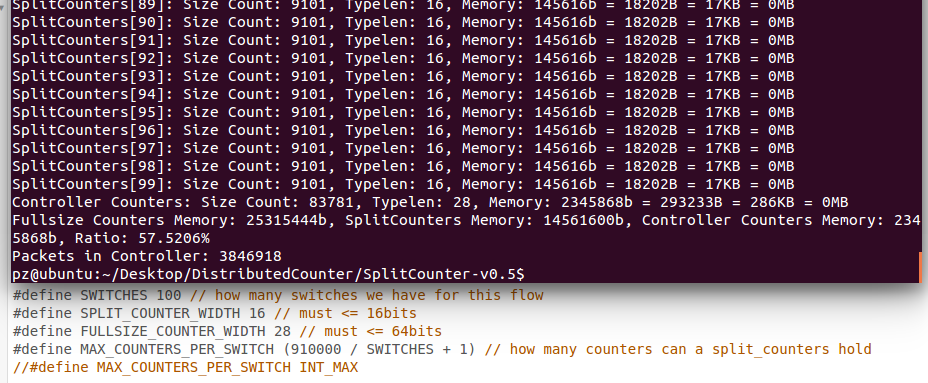 SplitCounters[89]: Size Count: 9101, Typelen: 16, Memory: 145616b = 18202B = 17KB = 0MB
SplitCounters[90]: Size Count: 9101, Typelen: 16, Memory: 145616b = 18202B = 17KB = 0MB
SplitCounters[91]: Size Count: 9101, Typelen: 16, Memory: 145616b = 18202B = 17KB = 0MB
SplitCounters[92]: Size Count: 9101, Typelen: 16, Memory: 145616b = 18202B = 17KB = 0MB
SplitCounters[93]: Size Count: 9101, Typelen: 16, Memory: 145616b = 18202B = 17KB = 0MB
SplitCounters[94]: Size Count: 9101, Typelen: 16, Memory: 145616b = 18202B = 17KB = 0MB
SplitCounters[95]: Size Count: 9101, Typelen: 16, Memory: 145616b = 18202B = 17KB = 0MB
SplitCounters[96]: Size Count: 9101, Typelen: 16, Memory: 145616b = 18202B = 17KB = 0MB
SplitCounters[97]: Size Count: 9101, Typelen: 16, Memory: 145616b = 18202B = 17KB = 0MB
SplitCounters[98]: Size Count: 9101, Typelen: 16, Memory: 145616b = 18202B = 17KB = 0MB
SplitCounters[99]: Size Count: 9101, Typelen: 16, Memory: 145616b = 18202B = 17KB = 0MB
Controller Counters: Size Count: 83781, Typelen: 28, Memory: 2345868b = 293233B = 286KB = 0MB
Fullsize Counters Memory: 25315444b, SplitCounters Memory: 14561600b, Controller Counters Memory: 234
5868b, Ratio: 57.5206%
Packets in Controller: 3846918
pz@ubuntu:~/Desktop/DistributedCounter/SplitCounter-v0.5$
#define SWITCHES 100 // how many switches we have for this flow
#define SPLIT_COUNTER_WIDTH 16 // must <= 16bits
#define FULLSIZE_COUNTER_WIDTH 28 // must <= 64bits
#define MAX_COUNTERS_PER_SWITCH (910000 / SWITCHES + 1) // how many counters can a split_counters hold
//#define MAX_COUNTERS_PER_SWITCH INT_MAX